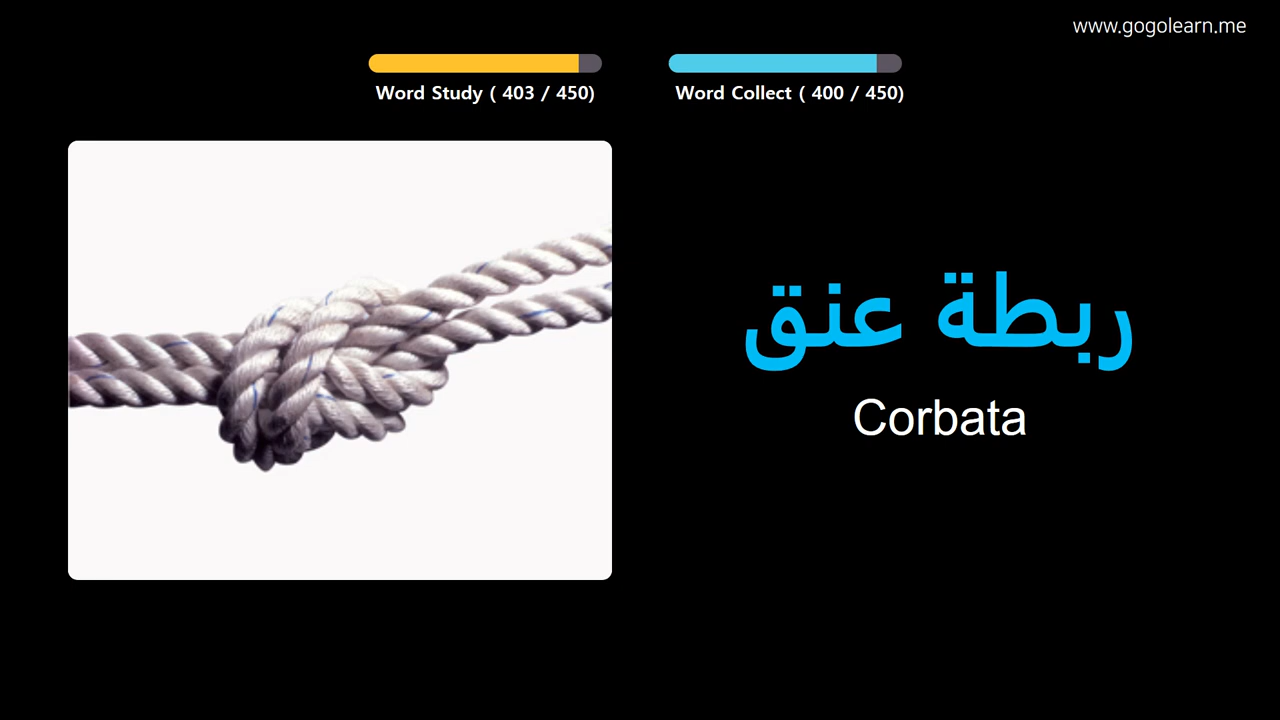 www.gogolearn.me
Word Study ( 403 / 450)
Word Collect ( 400 / 450)
ربطة عنق
Corbata